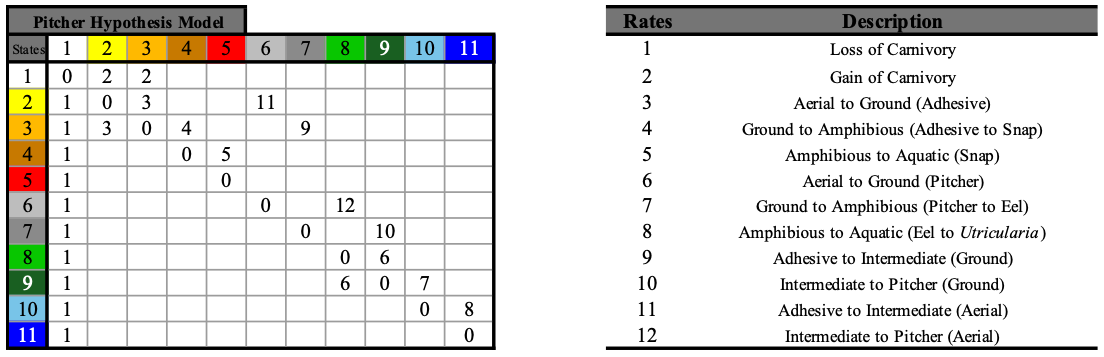 Pitcher Hypothesis Model
States 1 2 3 4 5 6 7 8 9 10 11
1 0 2 2
2 1 0 3 11
3 1 3 0 4 9
4 1 0 5
5 1 0
6 1 0 12
7 1 0 10
8 1 0 6
9 1 6 0 7
10 1 0 8
11 1 0
Rates Description
1 Loss of Carnivory
2 Gain of Carnivory
3 Aerial to Ground (Adhesive)
4 Ground to Amphibious (Adhesive to Snap)
5 Amphibious to Aquatic (Snap)
6 Aerial to Ground (Pitcher)
7 Ground to Amphibious (Pitcher to Eel)
8 Amphibious to Aquatic (Eel to Utricularia)
9 Adhesive to Intermediate (Ground)
10 Intermediate to Pitcher (Ground)
11 Adhesive to Intermediate (Aerial)
12 Intermediate to Pitcher (Aerial)